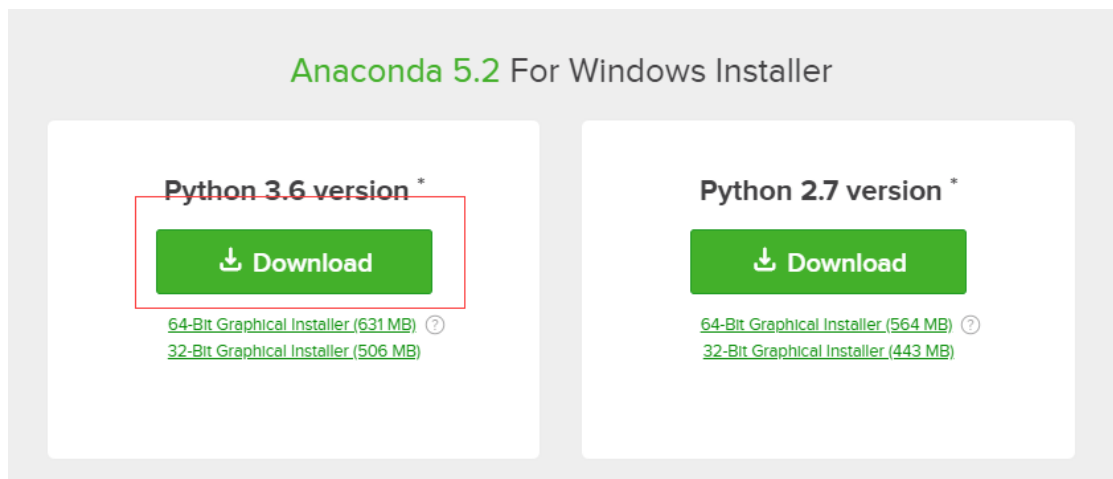 Anaconda 5.2 For Windows Installer
Python 3.6 version *
Download
64-Bit Graphical Installer (631 MB) ?
32-Bit Graphical Installer (506 MB)
Python 2.7 version *
Download
64-Bit Graphical Installer (564 MB) ?
32-Bit Graphical Installer (443 MB)